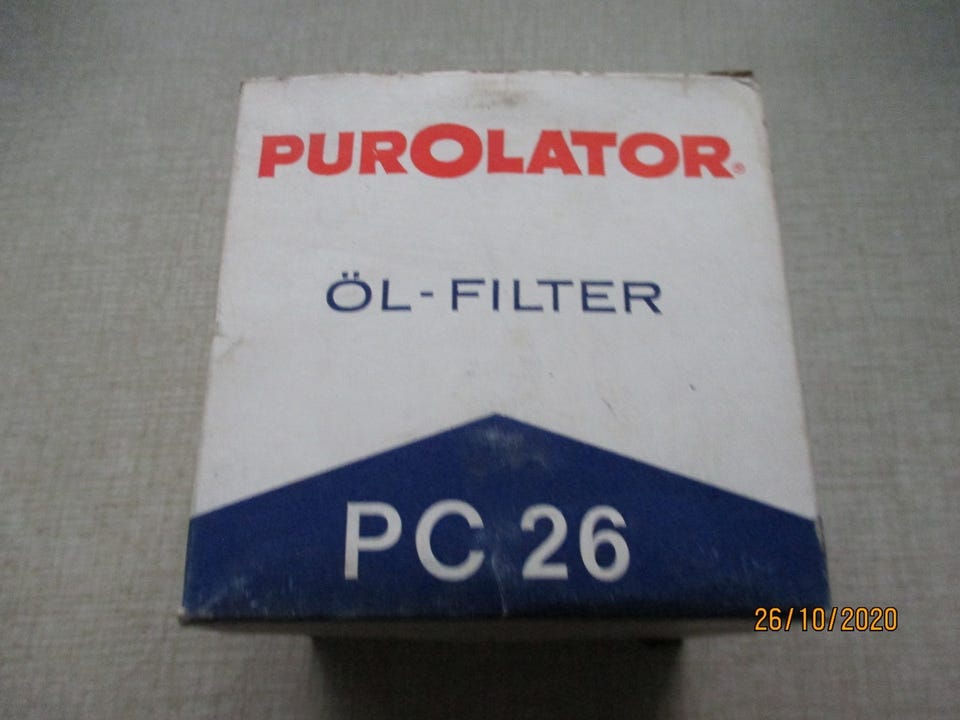 PUROLATOR®
ÖL-FILTER
PC 26
26/10/2020